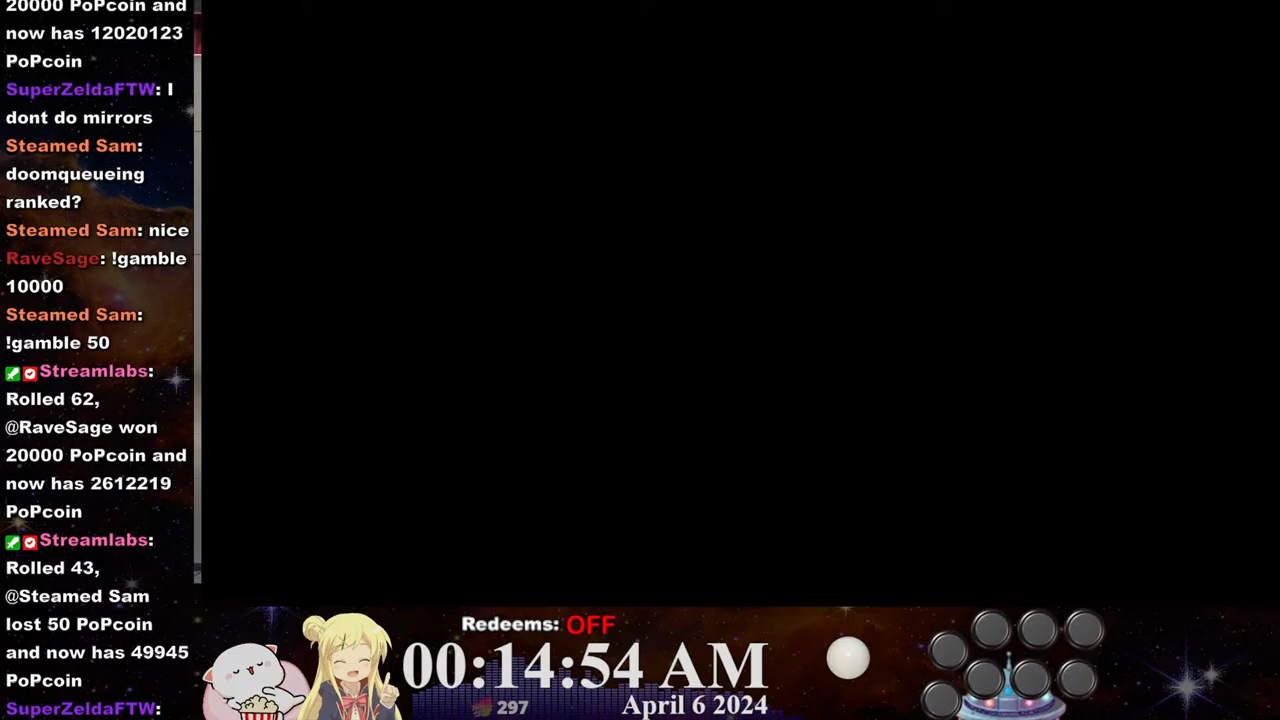 20000 PoPcoin and
now has 12020123
PoPcoin
SuperZeldaFTW: I
dont do mirrors
Steamed Sam:
doomqueueing
ranked?
Steamed Sam: nice
RaveSage: !gamble
10000
Steamed Sam:
!gamble 50
Streamlabs:
Rolled 62,
@RaveSage won
20000 PoPcoin and
now has 2612219
PoPcoin
Streamlabs:
Rolled 43,
@Steamed Sam
lost 50 PoPcoin
and now has 49945
PoPcoin
SuperZeldaFTW:
Redeems: OFF
00:14:54 AM
297
April 6 2024